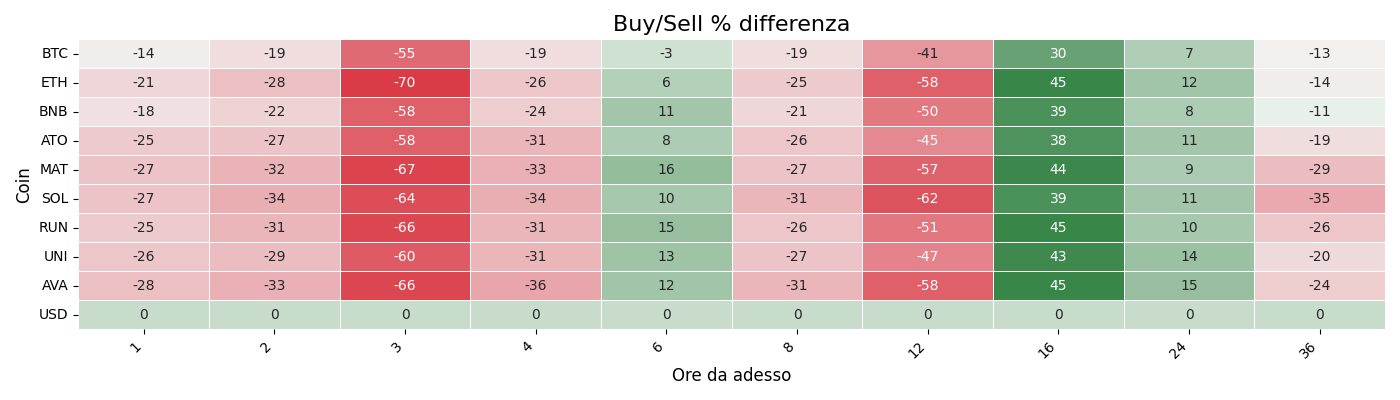 Buy/Sell % differenza
Coin
BTC -14 -19 -55 -19 -3 -19 -41 30 7 -13
ETH -21 -28 -70 -26 6 -25 -58 45 12 -14
BNB -18 -22 -58 -24 11 -21 -50 39 8 -11
ATO -25 -27 -58 -31 8 -26 -45 38 11 -19
MAT -27 -32 -67 -33 16 -27 -57 44 9 -29
SOL -27 -34 -64 -34 10 -31 -62 39 11 -35
RUN -25 -31 -66 -31 15 -26 -51 45 10 -26
UNI -26 -29 -60 -31 13 -27 -47 43 14 -20
AVA -28 -33 -66 -36 12 -31 -58 45 15 -24
USD 0 0 0 0 0 0 0 0 0 0
1 2 3 4 6 8 12 16 24 36
Ore da adesso